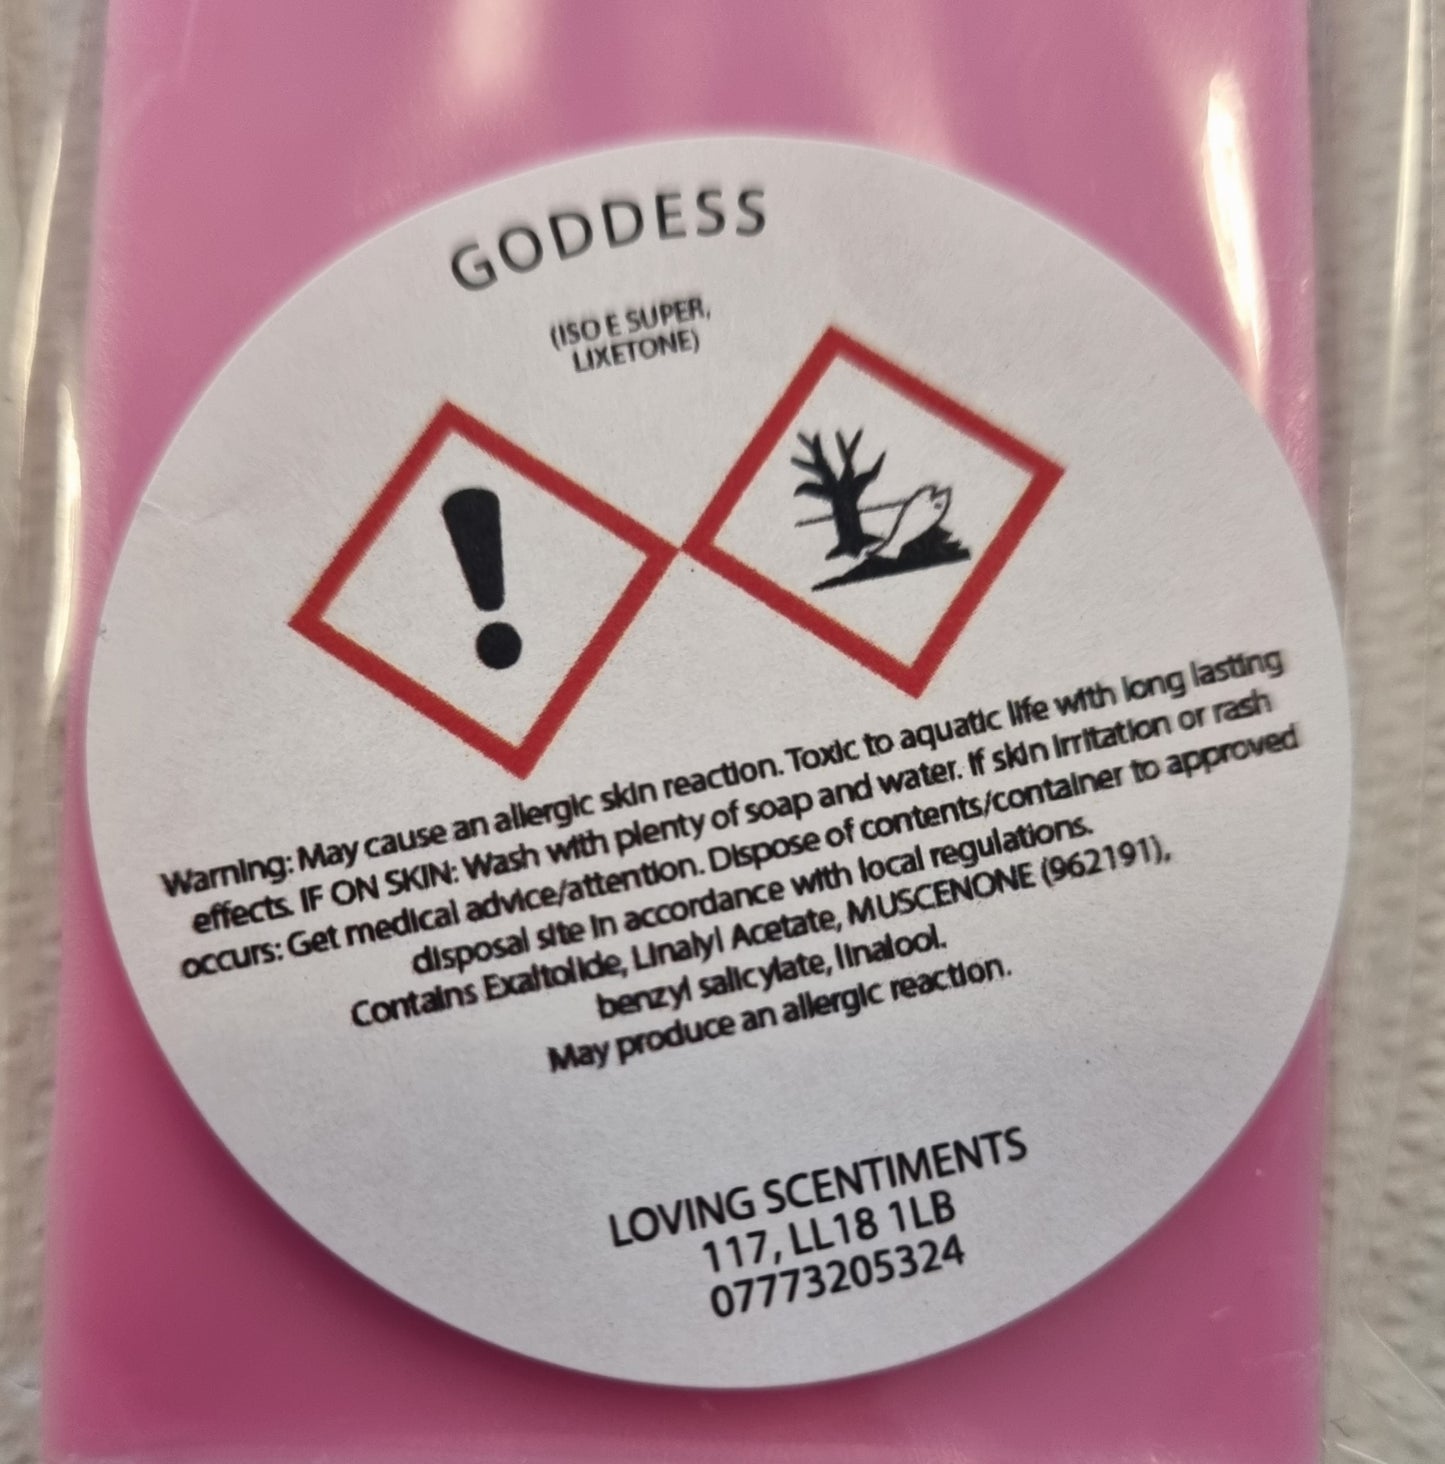 GODDESS
(ISO E SUPER,
LIXETONE)
Warning: May cause an allergic skin reaction. Toxic to aquatic life with long lasting
effects. IF ON SKIN: Wash with plenty of soap and water. If skin irritation or rash
occurs: Get medical advice/attention. Dispose of contents/container to approved
disposal site in accordance with local regulations.
Contains Exaltolide, Linalyl Acetate, MUSCENONE (962191),
benzyl salicylate, linalool.
May produce an allergic reaction.
LOVING SCENTIMENTS
117, LL18 1LB
07773205324